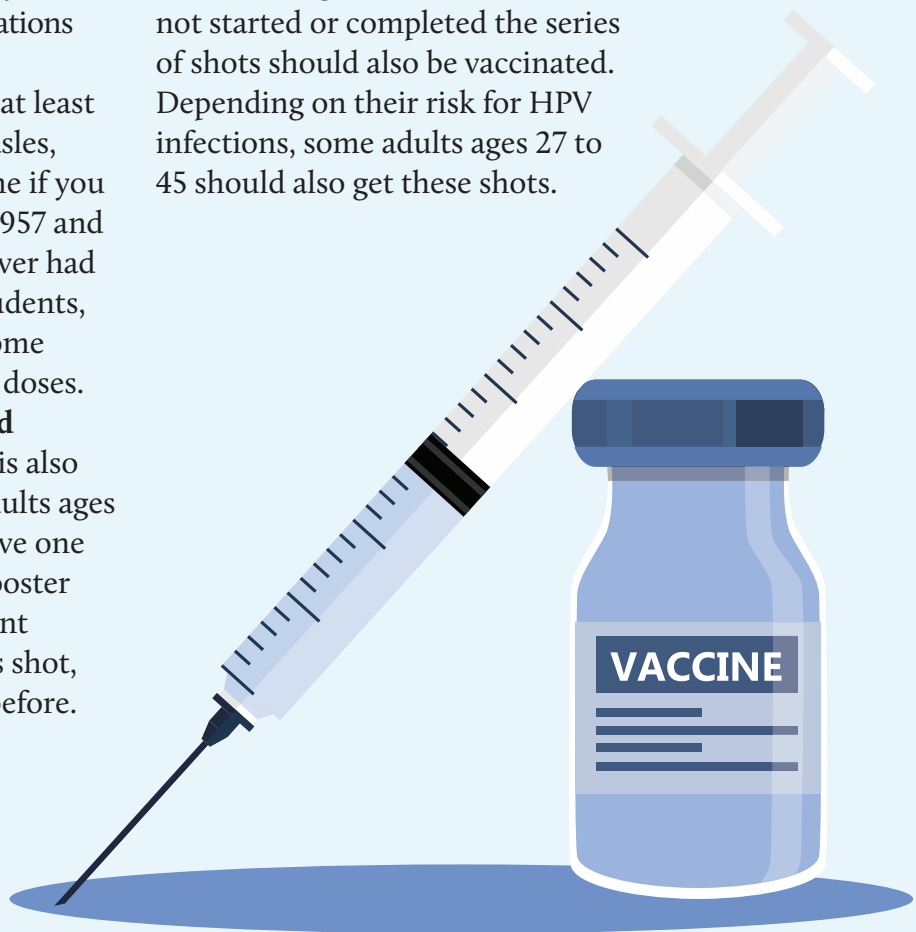 ations
at least
sles,
ne if you
957 and
ver had
udents,
ome
doses.
d
is also
ults ages
ve one
ooster
nt
s shot,
before.
not started or completed the series
of shots should also be vaccinated.
Depending on their risk for HPV
infections, some adults ages 27 to
45 should also get these shots.
VACCINE